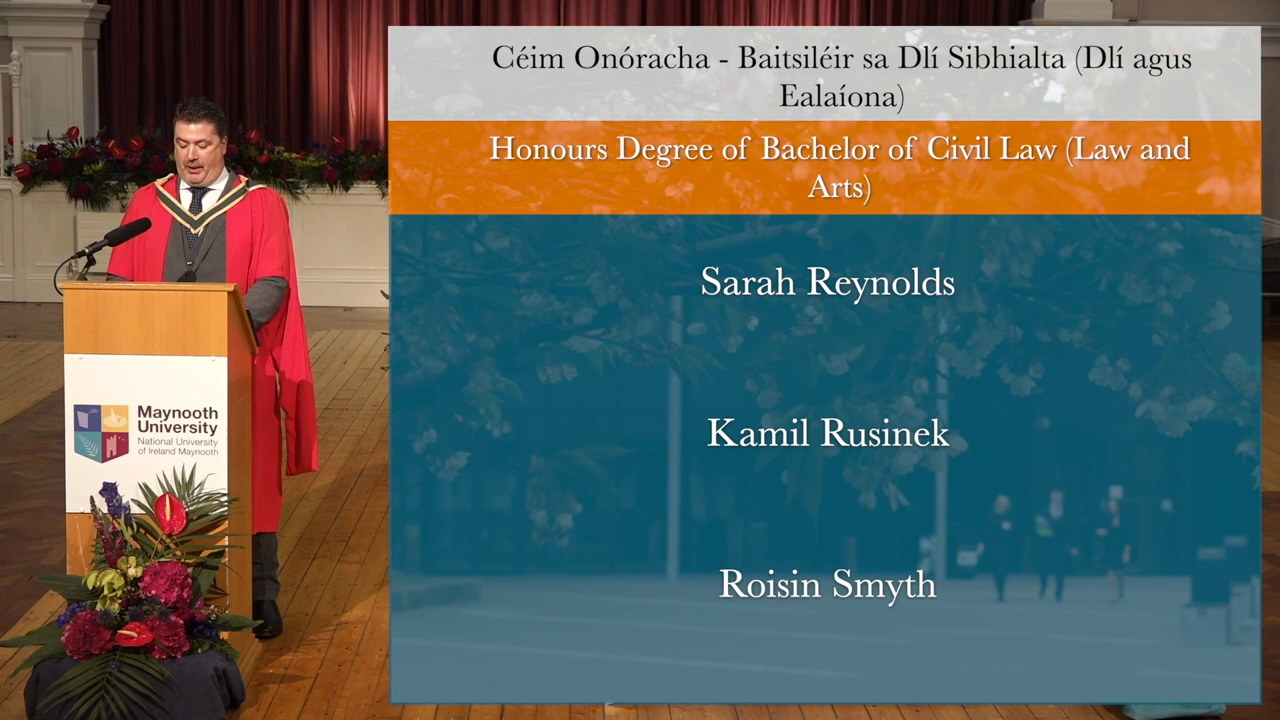 Céim Onóracha - Baitsiléir sa Dlí Sibhialta (Dlí agus
Ealaíona)
Honours Degree of Bachelor of Civil Law (Law and
Arts)
Sarah Reynolds
Kamil Rusinek
Roisin Smyth
Maynooth
University
National University
of Ireland Maynooth